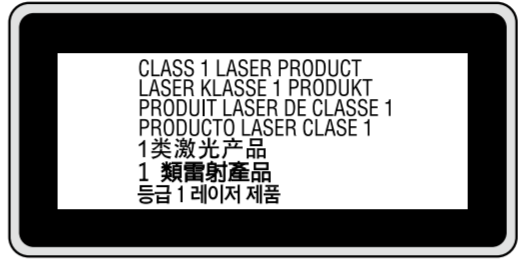 CLASS 1 LASER PRODUCT
LASER KLASSE 1 PRODUKT
PRODUIT LASER DE CLASSE 1
PRODUCTO LASER CLASE 1
1类激光产品
1 類雷射產品
등급 1 레이저 제품